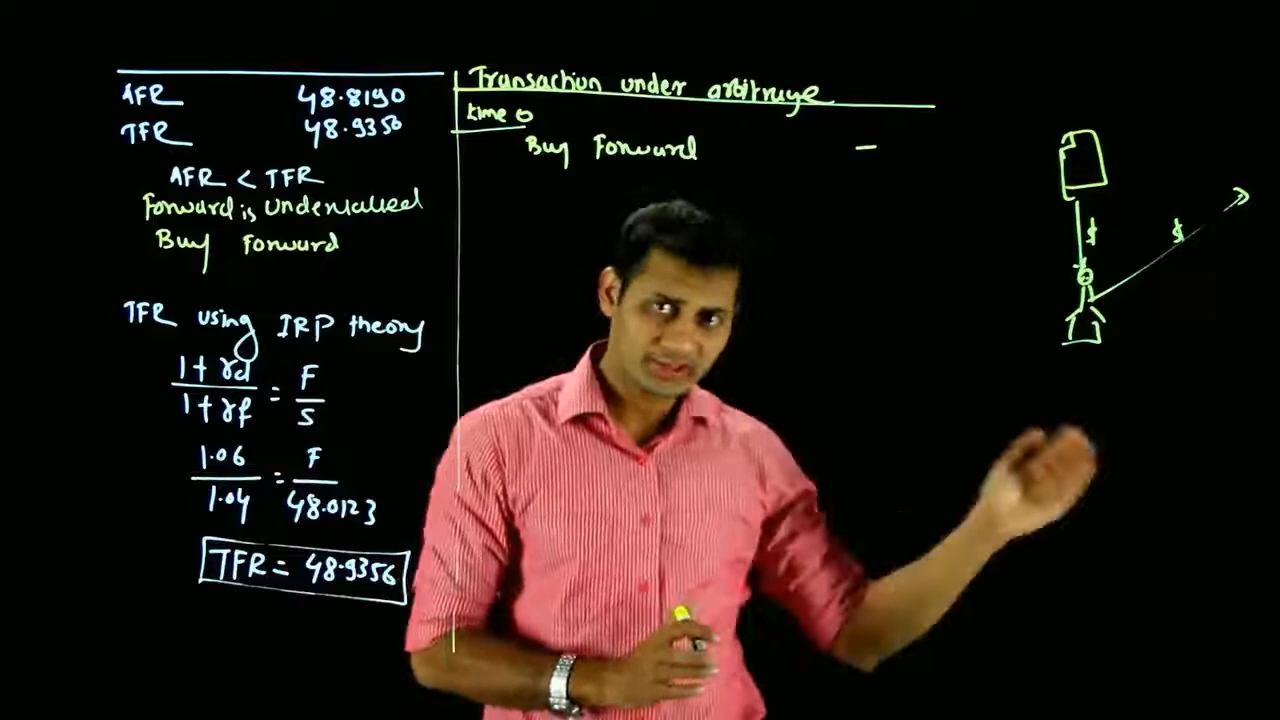 AFR 48.8190
TFR 48.9356
AFR < TFR
Forward is undervalued
Buy Forward
TFR using IRP theory
1+rd / 1+rf = F / S
1.06 / 1.04 = F / 48.0123
TFR = 48.9356
Transaction under arbitrage
time 0
Buy Forward —
$
$